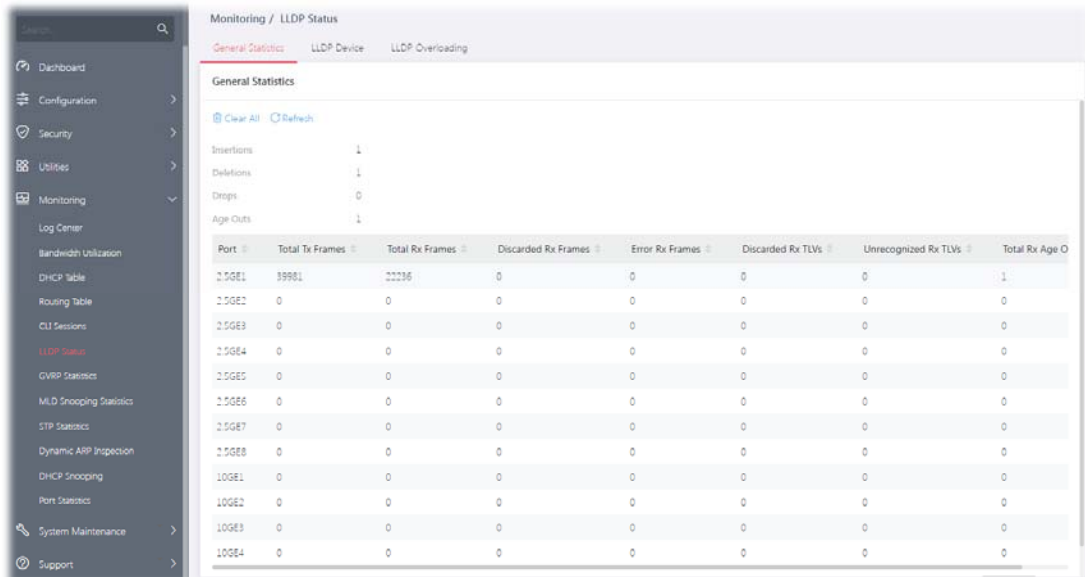 Search
Dashboard
Configuration
Security
Utilities
Monitoring
Log Center
Bandwidth Utilization
DHCP Table
Routing Table
CLI Sessions
LLDP Status
GVRP Statistics
MLD Snooping Statistics
STP Statistics
Dynamic ARP Inspection
DHCP Snooping
Port Statistics
System Maintenance
Support
Monitoring / LLDP Status
General Statistics LLDP Device LLDP Overloading
General Statistics
Clear All Refresh
Insertions 1
Deletions 1
Drops 0
Age Outs 1
Port Total Tx Frames Total Rx Frames Discarded Rx Frames Error Rx Frames Discarded Rx TLVs Unrecognized Rx TLVs Total Rx Age O
2.5GE1 39981 22236 0 0 0 0 1
2.5GE2 0 0 0 0 0 0 0
2.5GE3 0 0 0 0 0 0 0
2.5GE4 0 0 0 0 0 0 0
2.5GE5 0 0 0 0 0 0 0
2.5GE6 0 0 0 0 0 0 0
2.5GE7 0 0 0 0 0 0 0
2.5GE8 0 0 0 0 0 0 0
10GE1 0 0 0 0 0 0 0
10GE2 0 0 0 0 0 0 0
10GE3 0 0 0 0 0 0 0
10GE4 0 0 0 0 0 0 0